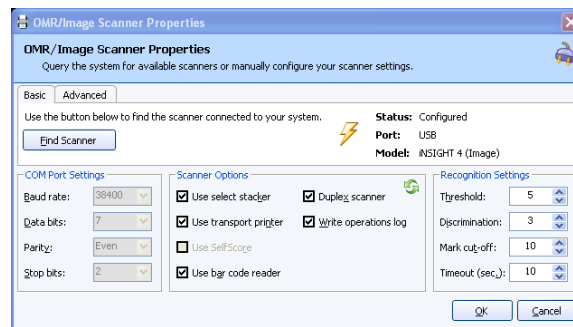 OMR/Image Scanner Properties
OMR/Image Scanner Properties
Query the system for available scanners or manually configure your scanner settings.
Basic Advanced
Use the button below to find the scanner connected to your system.
Find Scanner
Status: Configured
Port: USB
Model: iNSIGHT 4 (Image)
COM Port Settings
Baud rate: 38400
Data bits: 7
Parity: Even
Stop bits: 2
Scanner Options
Use select stacker Duplex scanner
Use transport printer Write operations log
Use SelfScore
Use bar code reader
Recognition Settings
Threshold: 5
Discrimination: 3
Mark cut-off: 10
Timeout (sec.): 10
OK Cancel